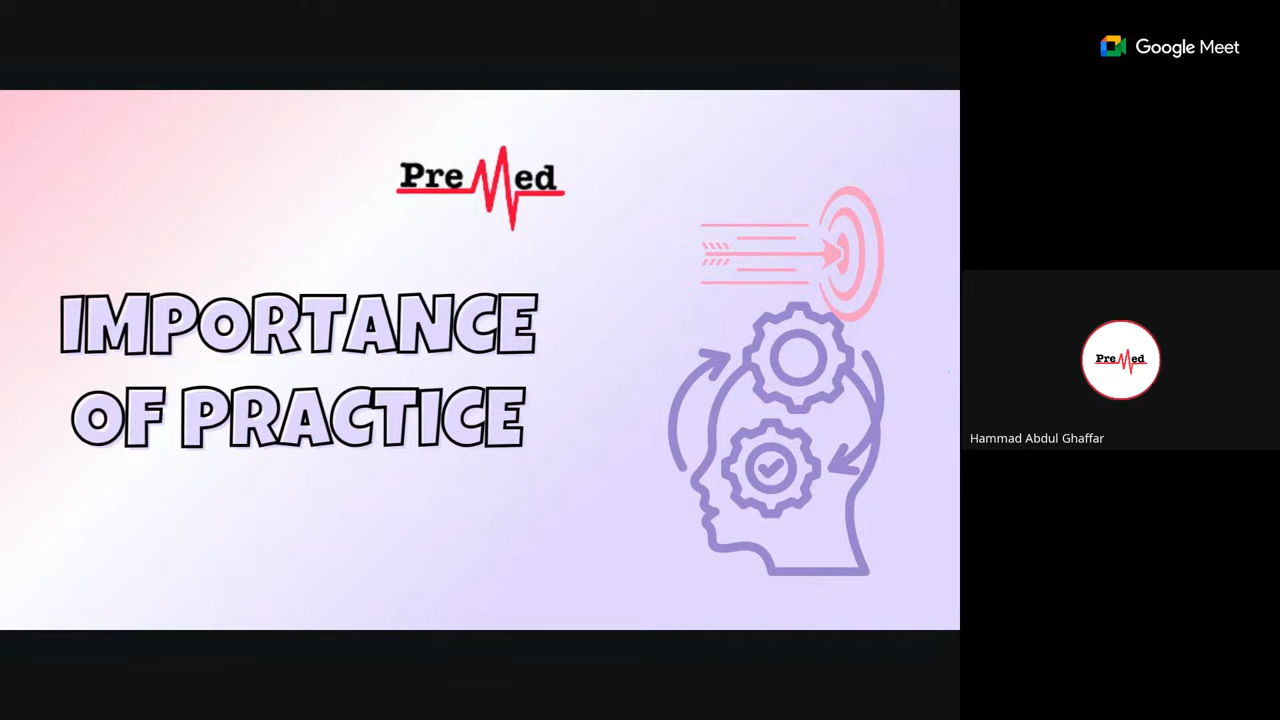 Google Meet
PreMed
IMPORTANCE
OF PRACTICE
PreMed
Hammad Abdul Ghaffar